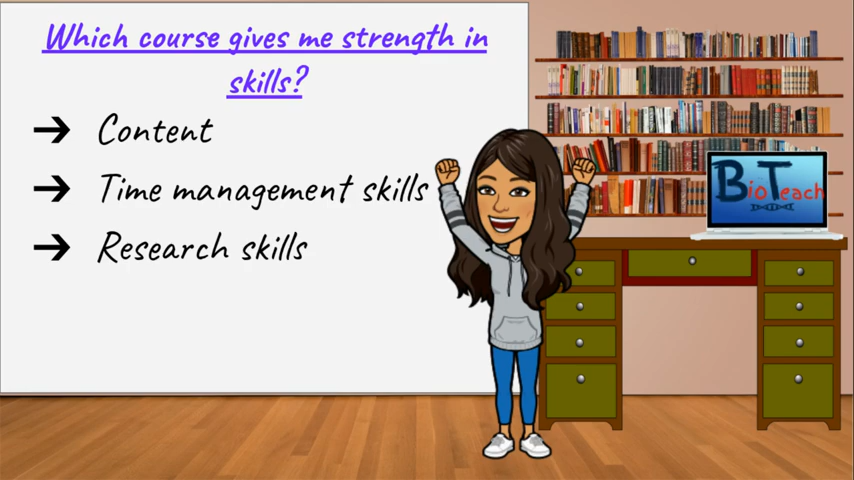 Which course gives me strength in
skills?
➔ Content
➔ Time management skills
➔ Research skills
BioTeach